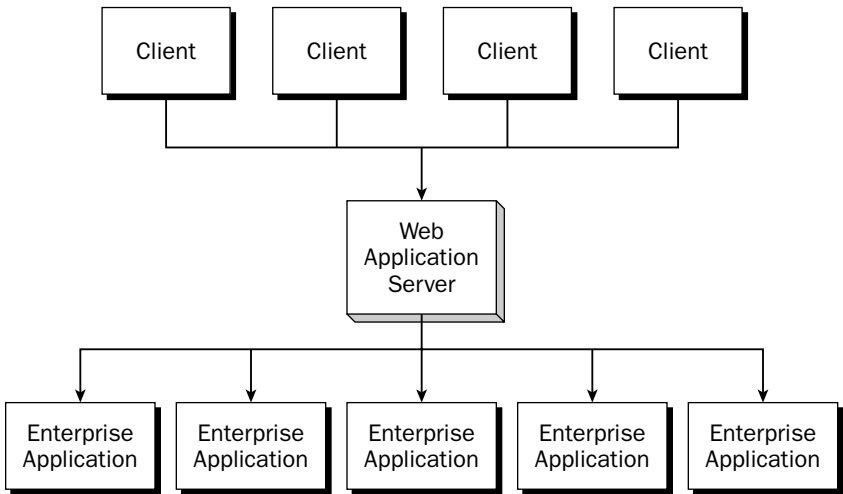 Client
Client
Client
Client
Web
Application
Server
Enterprise
Application
Enterprise
Application
Enterprise
Application
Enterprise
Application
Enterprise
Application